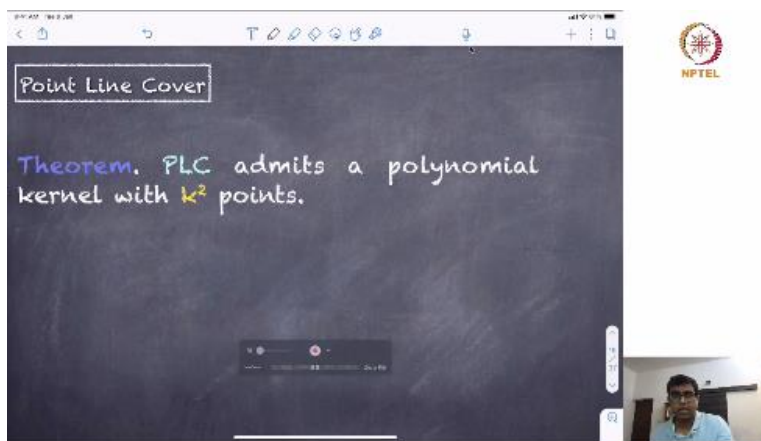 NPTEL
Point Line Cover
Theorem. PLC admits a polynomial
kernel with k² points.